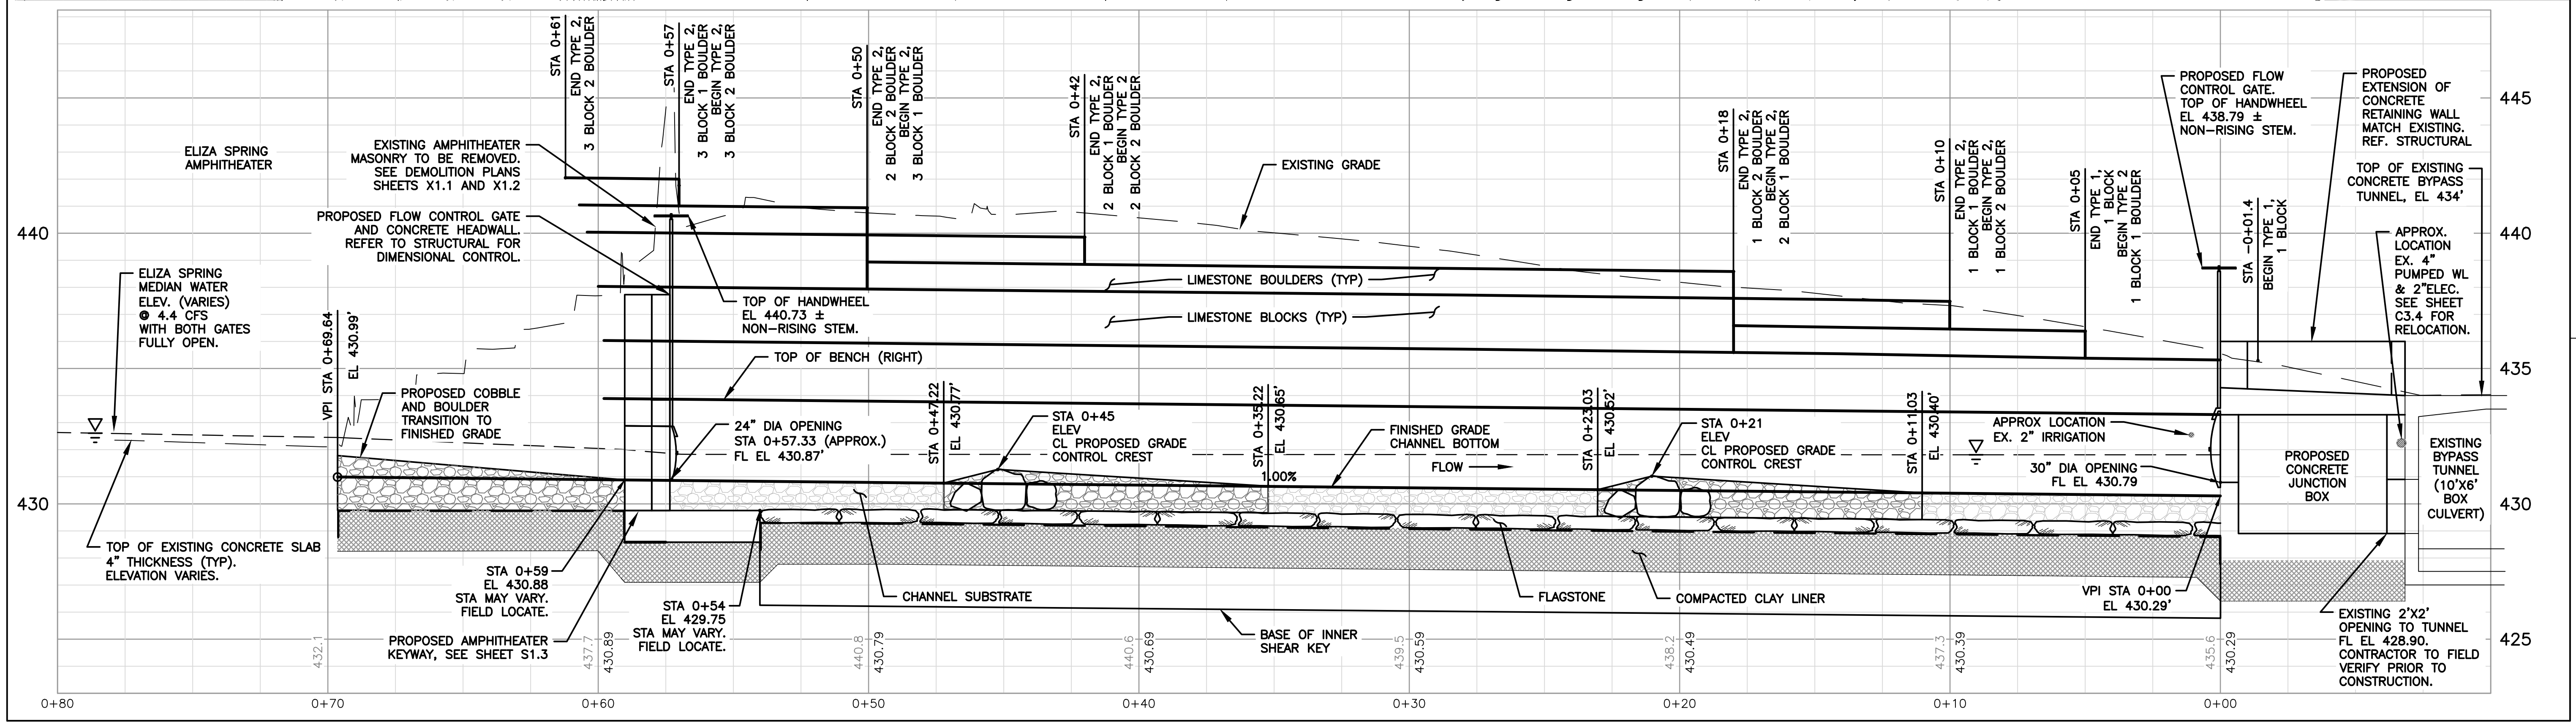 STA 0+61
END TYPE 2,
3 BLOCK 2 BOULDER
STA 0+57
END TYPE 2,
3 BLOCK 1 BOULDER
BEGIN TYPE 2,
3 BLOCK 2 BOULDER
STA 0+50
END TYPE 2,
2 BLOCK 2 BOULDER
BEGIN TYPE 2,
3 BLOCK 1 BOULDER
STA 0+42
END TYPE 2,
2 BLOCK 1 BOULDER
BEGIN TYPE 2
2 BLOCK 2 BOULDER
STA 0+18
END TYPE 2,
1 BLOCK 2 BOULDER
BEGIN TYPE 2,
2 BLOCK 1 BOULDER
STA 0+10
END TYPE 2,
1 BLOCK 1 BOULDER
BEGIN TYPE 2,
1 BLOCK 2 BOULDER
STA 0+05
END TYPE 1,
1 BLOCK
BEGIN TYPE 2
1 BLOCK 1 BOULDER
STA -0+01.4
BEGIN TYPE 1,
1 BLOCK
PROPOSED FLOW
CONTROL GATE.
TOP OF HANDWHEEL
EL 438.79 ±
NON-RISING STEM.
PROPOSED
EXTENSION OF
CONCRETE
RETAINING WALL
MATCH EXISTING.
REF. STRUCTURAL
TOP OF EXISTING
CONCRETE BYPASS
TUNNEL, EL 434'
APPROX.
LOCATION
EX. 4"
PUMPED WL
& 2"ELEC.
SEE SHEET
C3.4 FOR
RELOCATION.
ELIZA SPRING
AMPHITHEATER
EXISTING AMPHITHEATER
MASONRY TO BE REMOVED.
SEE DEMOLITION PLANS
SHEETS X1.1 AND X1.2
PROPOSED FLOW CONTROL GATE
AND CONCRETE HEADWALL.
REFER TO STRUCTURAL FOR
DIMENSIONAL CONTROL.
EXISTING GRADE
ELIZA SPRING
MEDIAN WATER
ELEV. (VARIES)
@ 4.4 CFS
WITH BOTH GATES
FULLY OPEN.
VPI STA 0+69.64
EL 430.99'
TOP OF HANDWHEEL
EL 440.73 ±
NON-RISING STEM.
LIMESTONE BOULDERS (TYP)
LIMESTONE BLOCKS (TYP)
TOP OF BENCH (RIGHT)
PROPOSED COBBLE
AND BOULDER
TRANSITION TO
FINISHED GRADE
24" DIA OPENING
STA 0+57.33 (APPROX.)
FL EL 430.87'
STA 0+47.22
EL 430.77'
STA 0+45
ELEV
CL PROPOSED GRADE
CONTROL CREST
STA 0+35.22
EL 430.65'
1.00%
FINISHED GRADE
CHANNEL BOTTOM
FLOW
STA 0+23.03
EL 430.52'
STA 0+21
ELEV
CL PROPOSED GRADE
CONTROL CREST
STA 0+11.03
EL 430.40'
APPROX LOCATION
EX. 2" IRRIGATION
30" DIA OPENING
FL EL 430.79
PROPOSED
CONCRETE
JUNCTION
BOX
EXISTING
BYPASS
TUNNEL
(10'X6'
BOX
CULVERT)
TOP OF EXISTING CONCRETE SLAB
4" THICKNESS (TYP).
ELEVATION VARIES.
STA 0+59
EL 430.88
STA MAY VARY.
FIELD LOCATE.
PROPOSED AMPHITHEATER
KEYWAY, SEE SHEET S1.3
STA 0+54
EL 429.75
STA MAY VARY.
FIELD LOCATE.
CHANNEL SUBSTRATE
BASE OF INNER
SHEAR KEY
FLAGSTONE
COMPACTED CLAY LINER
VPI STA 0+00
EL 430.29'
EXISTING 2'X2'
OPENING TO TUNNEL
FL EL 428.90.
CONTRACTOR TO FIELD
VERIFY PRIOR TO
CONSTRUCTION.
440
430
445
440
435
430
425
432.1
437.7
430.89
440.8
430.79
440.6
430.69
439.5
430.59
438.2
430.49
437.3
430.39
435.6
430.29
0+80
0+70
0+60
0+50
0+40
0+30
0+20
0+10
0+00